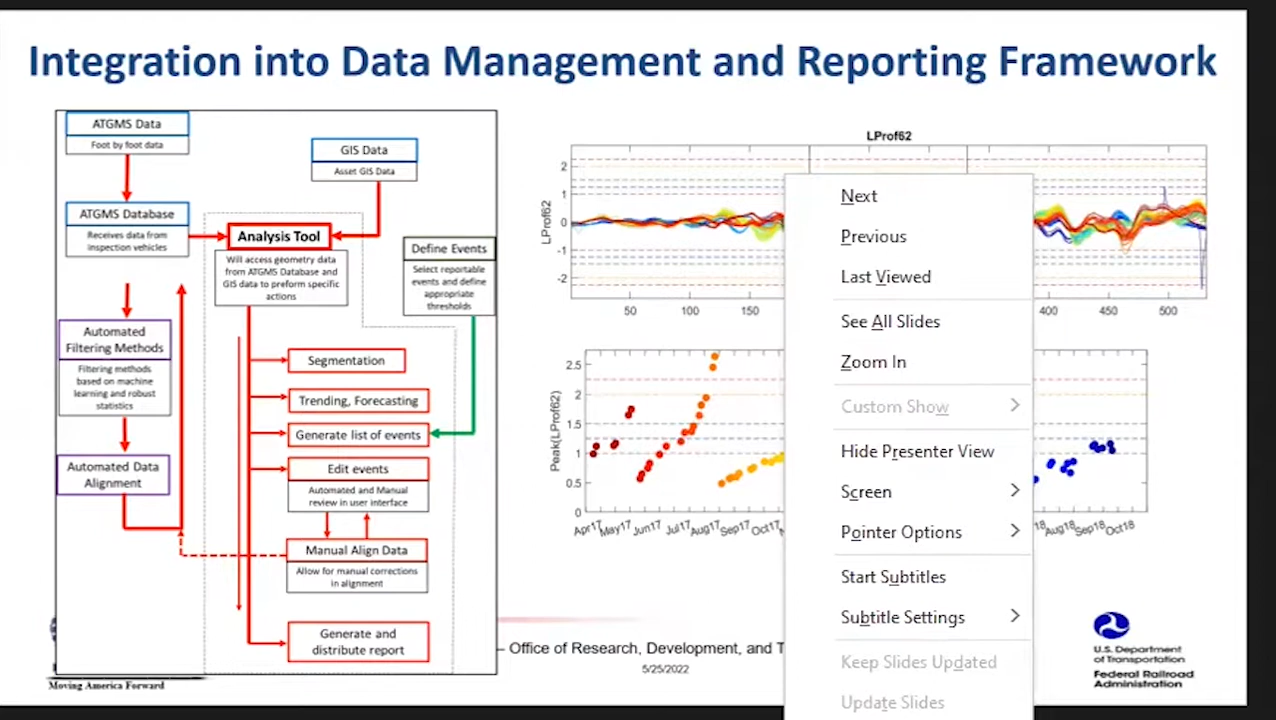 Integration into Data Management and Reporting Framework
ATGMS Data
Foot by foot data
GIS Data
Asset GIS Data
ATGMS Database
Receives data from
inspection vehicles
Analysis Tool
Will access geometry data
from ATGMS Database and
GIS data to preform specific
actions
Define Events
Select reportable
events and define
appropriate
thresholds
Automated
Filtering Methods
Filtering methods
based on machine
learning and robust
statistics
Automated Data
Alignment
Segmentation
Trending, Forecasting
Generate list of events
Edit events
Automated and Manual
review in user interface
Manual Align Data
Allow for manual corrections
in alignment
Generate and
distribute report
Moving America Forward
LProf62
LProf62
2
1
0
-1
-2
50
100
150
400
450
500
Peak(LProf62)
2.5
2
1.5
1
0.5
0
Apr17
May17
Jun17
Jul17
Aug17
Sep17
Oct17
18
Aug18
Sep18
Oct18
Next
Previous
Last Viewed
See All Slides
Zoom In
Custom Show
Hide Presenter View
Screen
Pointer Options
Start Subtitles
Subtitle Settings
Keep Slides Updated
Update Slides
– Office of Research, Development, and T
5/25/2022
U.S. Department
of Transportation
Federal Railroad
Administration